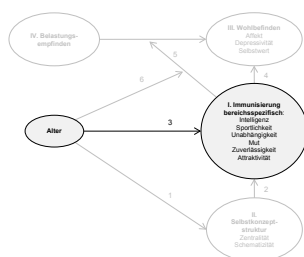 IV. Belastungs-
empfinden
III. Wohlbefinden
Affekt
Depressivität
Selbstwert
5
6
4
I. Immunisierung
bereichsspezifisch:
Intelligenz
Sportlichkeit
Unabhängigkeit
Mut
Zuverlässigkeit
Attraktivität
Alter
3
1
2
II.
Selbstkonzept-
struktur
Zentralität
Schematizität